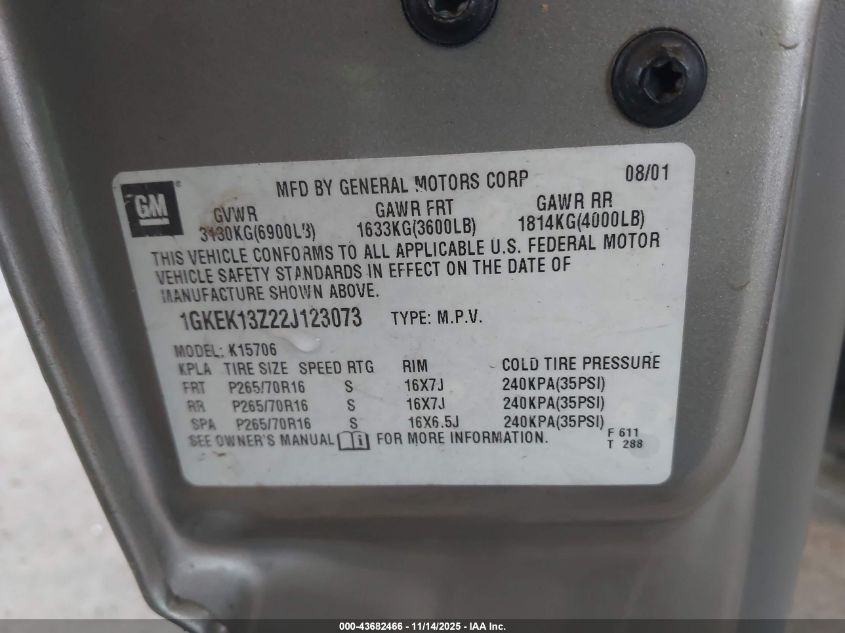 GM ®
MFD BY GENERAL MOTORS CORP 08/01
GVWR GAWR FRT GAWR RR
3130KG(6900LB) 1633KG(3600LB) 1814KG(4000LB)
THIS VEHICLE CONFORMS TO ALL APPLICABLE U.S. FEDERAL MOTOR
VEHICLE SAFETY STANDARDS IN EFFECT ON THE DATE OF
MANUFACTURE SHOWN ABOVE.
1GKEK13Z22J123073 TYPE: M.P.V.
MODEL: K15706
KPLA TIRE SIZE SPEED RTG RIM COLD TIRE PRESSURE
FRT P265/70R16 S 16X7J 240KPA(35PSI)
RR P265/70R16 S 16X7J 240KPA(35PSI)
SPA P265/70R16 S 16X6.5J 240KPA(35PSI)
SEE OWNER'S MANUAL i FOR MORE INFORMATION.
F 611
T 288
000-43682466 - 11/14/2025 - IAA Inc.